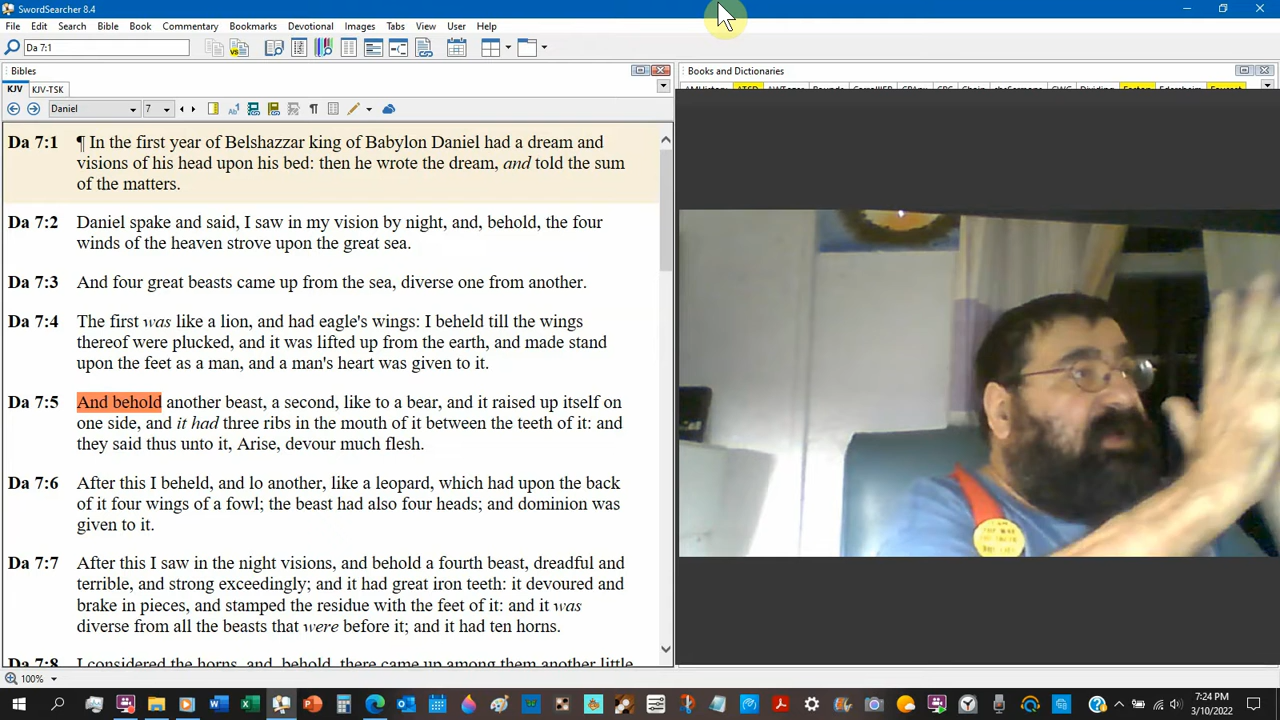 SwordSearcher 8.4
File Edit Search Bible Book Commentary Bookmarks Devotional Images Tabs View User Help
Da 7:1
Bibles
KJV KJV-TSK
Daniel 7
Da 7:1 ¶ In the first year of Belshazzar king of Babylon Daniel had a dream and
visions of his head upon his bed: then he wrote the dream, and told the sum
of the matters.
Da 7:2 Daniel spake and said, I saw in my vision by night, and, behold, the four
winds of the heaven strove upon the great sea.
Da 7:3 And four great beasts came up from the sea, diverse one from another.
Da 7:4 The first was like a lion, and had eagle's wings: I beheld till the wings
thereof were plucked, and it was lifted up from the earth, and made stand
upon the feet as a man, and a man's heart was given to it.
Da 7:5 And behold another beast, a second, like to a bear, and it raised up itself on
one side, and it had three ribs in the mouth of it between the teeth of it: and
they said thus unto it, Arise, devour much flesh.
Da 7:6 After this I beheld, and lo another, like a leopard, which had upon the back
of it four wings of a fowl; the beast had also four heads; and dominion was
given to it.
Da 7:7 After this I saw in the night visions, and behold a fourth beast, dreadful and
terrible, and strong exceedingly; and it had great iron teeth: it devoured and
brake in pieces, and stamped the residue with the feet of it: and it was
diverse from all the beasts that were before it; and it had ten horns.
Da 7:8 I considered the horns, and, behold, there came up among them another little
100%
Books and Dictionaries
7:24 PM
3/10/2022